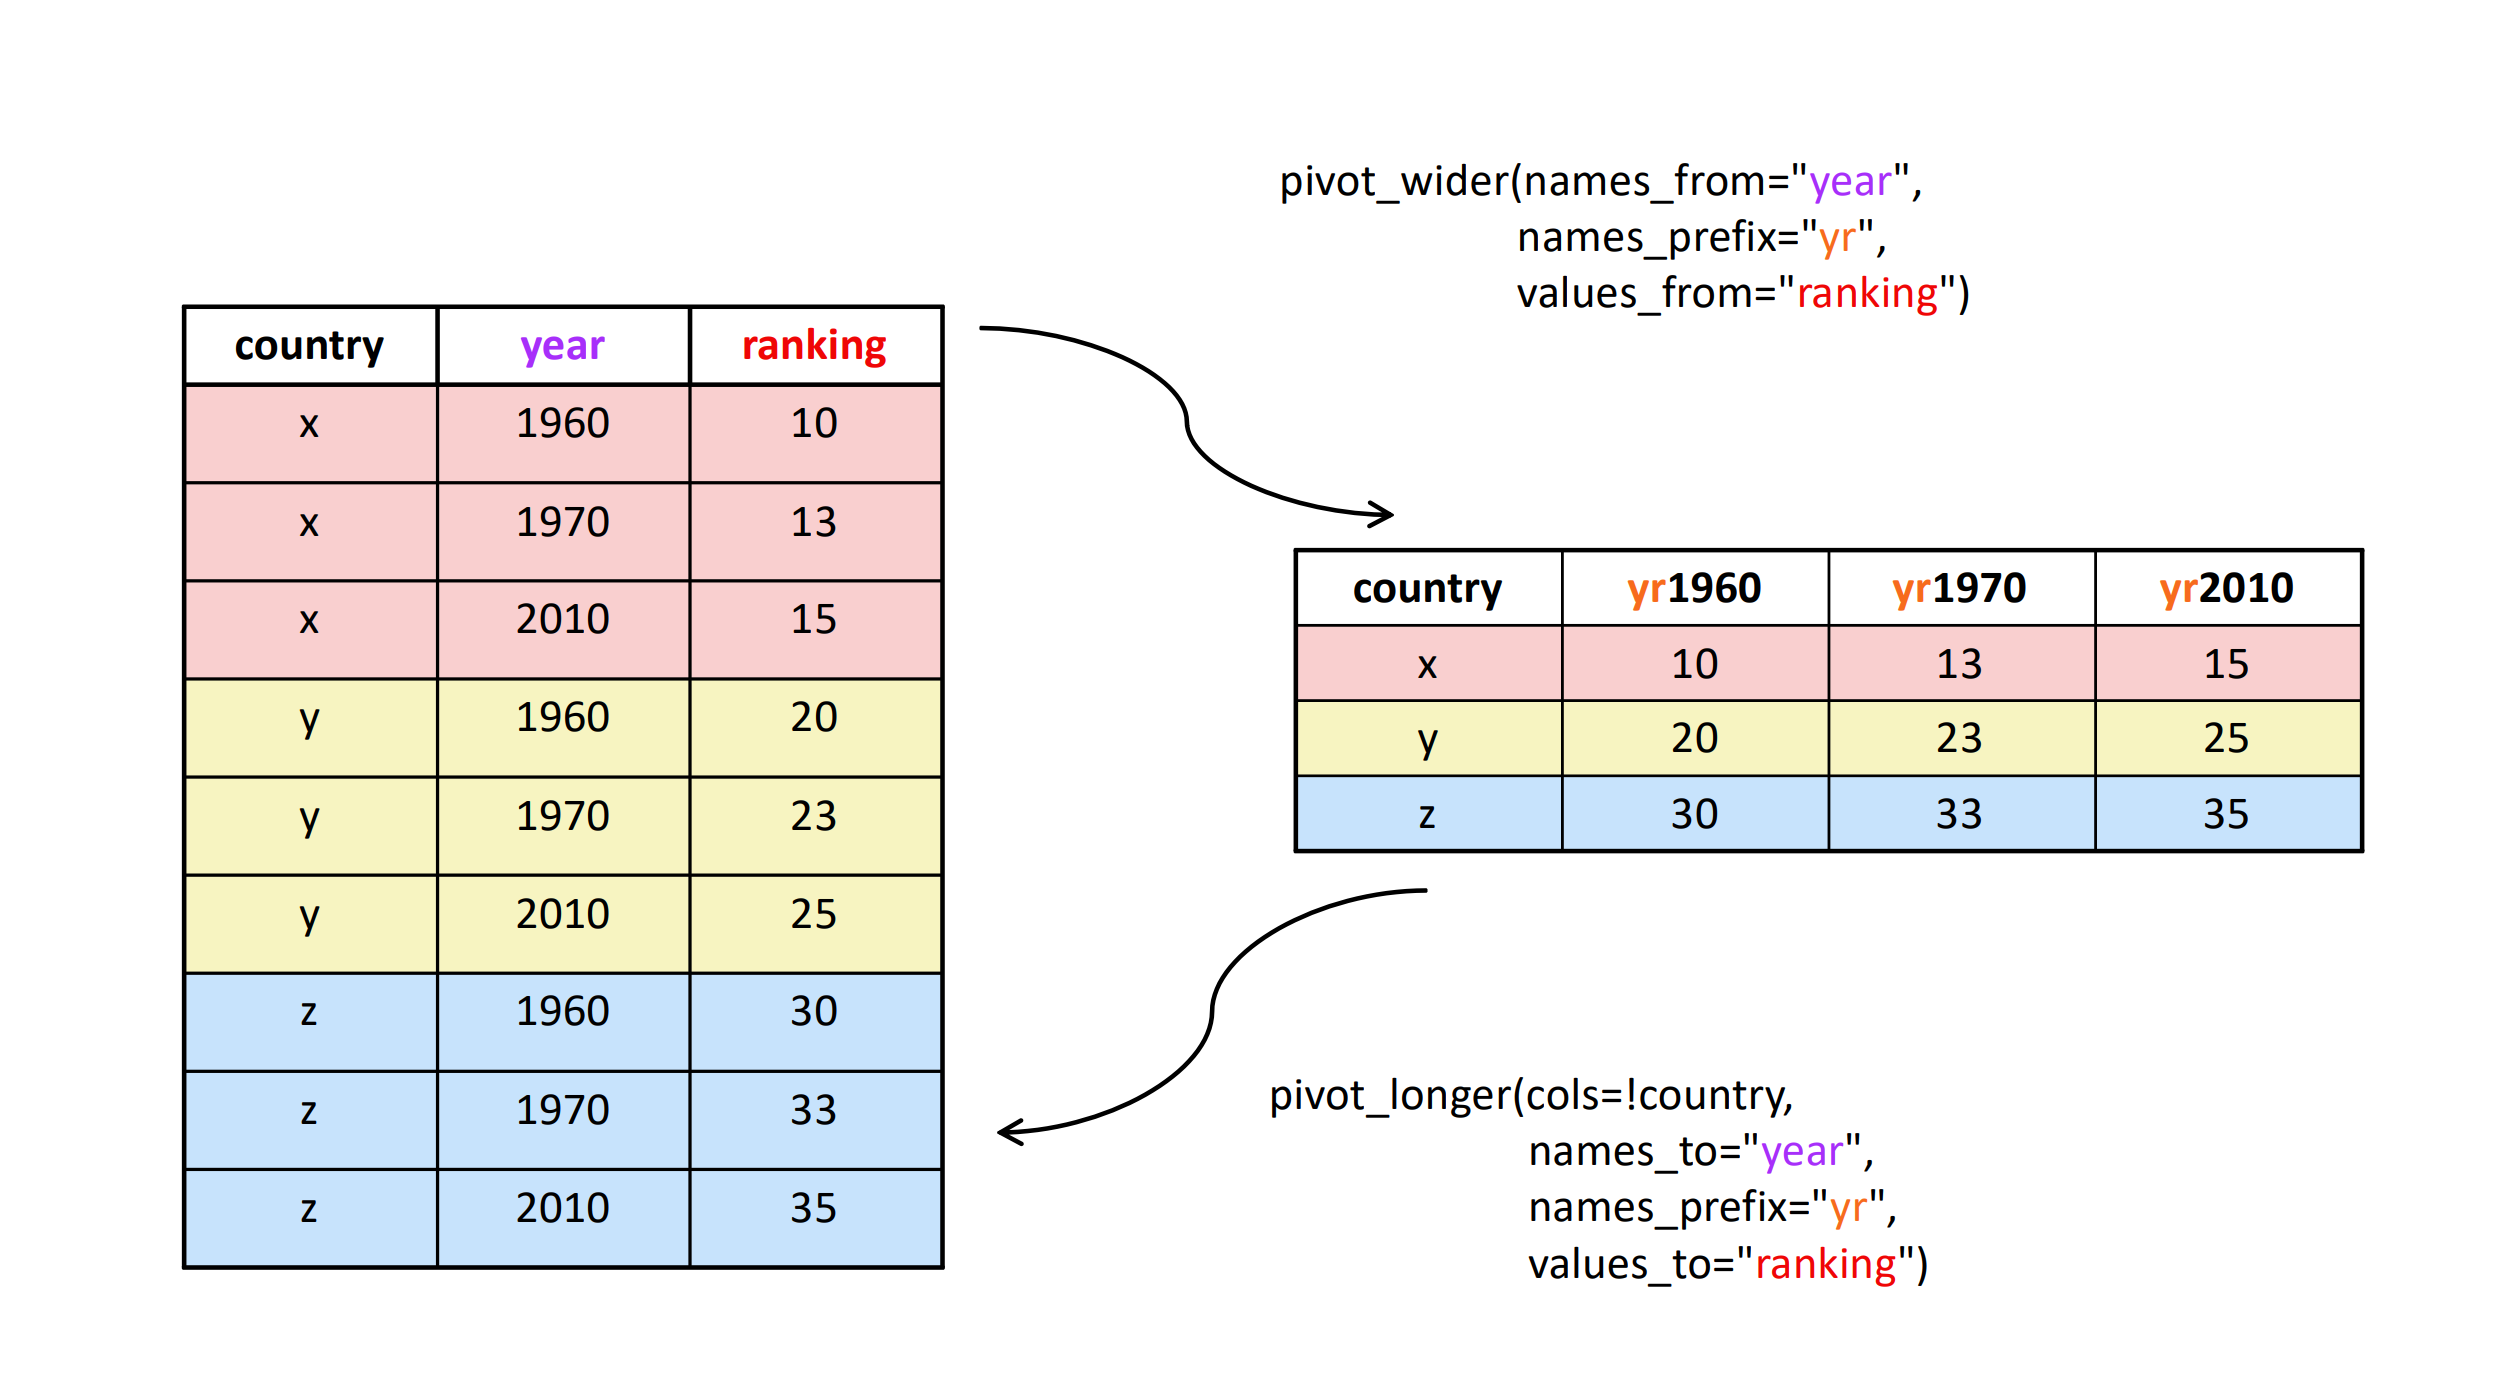 country year ranking
x 1960 10
x 1970 13
x 2010 15
y 1960 20
y 1970 23
y 2010 25
z 1960 30
z 1970 33
z 2010 35
pivot_wider(names_from="year",
names_prefix="yr",
values_from="ranking")
country yr1960 yr1970 yr2010
x 10 13 15
y 20 23 25
z 30 33 35
pivot_longer(cols=!country,
names_to="year",
names_prefix="yr",
values_to="ranking")